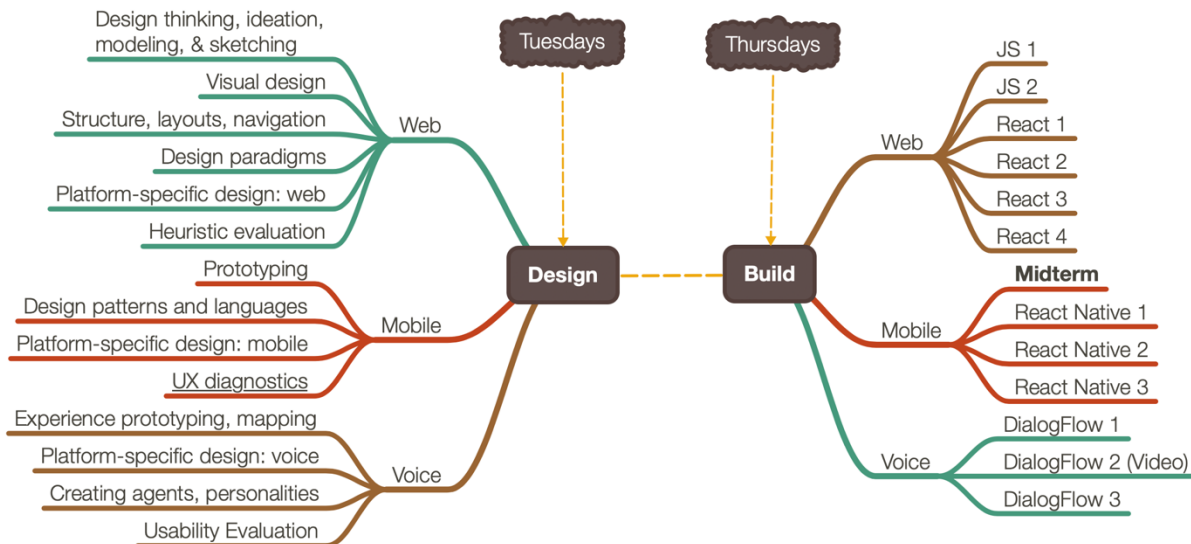 Design thinking, ideation,
modeling, & sketching
Visual design
Structure, layouts, navigation
Design paradigms
Platform-specific design: web
Heuristic evaluation
Web
Prototyping
Design patterns and languages
Platform-specific design: mobile
UX diagnostics
Mobile
Experience prototyping, mapping
Platform-specific design: voice
Creating agents, personalities
Usability Evaluation
Voice
Tuesdays
Design
Thursdays
Build
Web
JS 1
JS 2
React 1
React 2
React 3
React 4
Mobile
Midterm
React Native 1
React Native 2
React Native 3
Voice
DialogFlow 1
DialogFlow 2 (Video)
DialogFlow 3